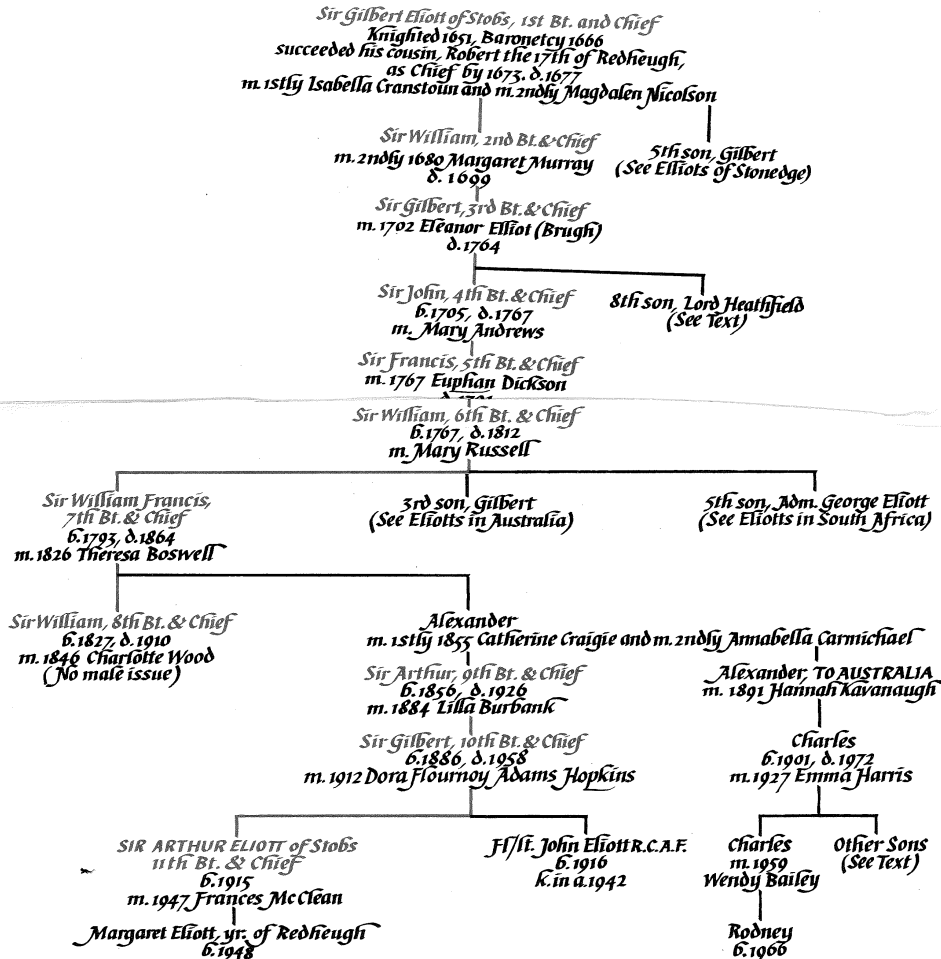 Sir Gilbert Eliott of Stobs, 1st Bt. and Chief
Knighted 1651, Baronetcy 1666
succeeded his cousin, Robert the 17th of Redheugh,
as Chief by 1673. d.1677
m. 1stly Isabella Cranstoun and m. 2ndly Magdalen Nicolson
Sir William, 2nd Bt. & Chief
m. 2ndly 1680 Margaret Murray
d. 1699
5th son, Gilbert
(See Elliots of Stonedge)
Sir Gilbert, 3rd Bt. & Chief
m. 1702 Eleanor Elliot (Brugh)
d. 1764
Sir John, 4th Bt. & Chief
b. 1705, d. 1767
m. Mary Andrews
8th son, Lord Heathfield
(See Text)
Sir Francis, 5th Bt. & Chief
m. 1767 Euphan Dickson
Sir William, 6th Bt. & Chief
b. 1767, d. 1812
m. Mary Russell
Sir William Francis,
7th Bt. & Chief
b. 1793, d. 1864
m. 1826 Theresa Boswell
3rd son, Gilbert
(See Eliotts in Australia)
5th son, Adm. George Eliott
(See Eliotts in South Africa)
Sir William, 8th Bt. & Chief
b. 1827, d. 1910
m. 1846 Charlotte Wood
(No male issue)
Alexander
m. 1stly 1855 Catherine Craigie and m. 2ndly Annabella Carmichael
Sir Arthur, 9th Bt. & Chief
b. 1856, d. 1926
m. 1884 Lilla Burbank
Alexander, TO AUSTRALIA
m. 1891 Hannah Kavanaugh
Sir Gilbert, 10th Bt. & Chief
b. 1886, d. 1958
m. 1912 Dora Flournoy Adams Hopkins
Charles
b. 1901, d. 1972
m. 1927 Emma Harris
SIR ARTHUR ELIOTT of Stobs
11th Bt. & Chief
b. 1915
m. 1947 Frances McClean
Fl/lt. John Eliott R.C.A.F.
b. 1916
k. in a. 1942
Charles
m. 1959
Wendy Bailey
Other Sons
(See Text)
Margaret Eliott, yr. of Redheugh
b. 1948
Rodney
b. 1966